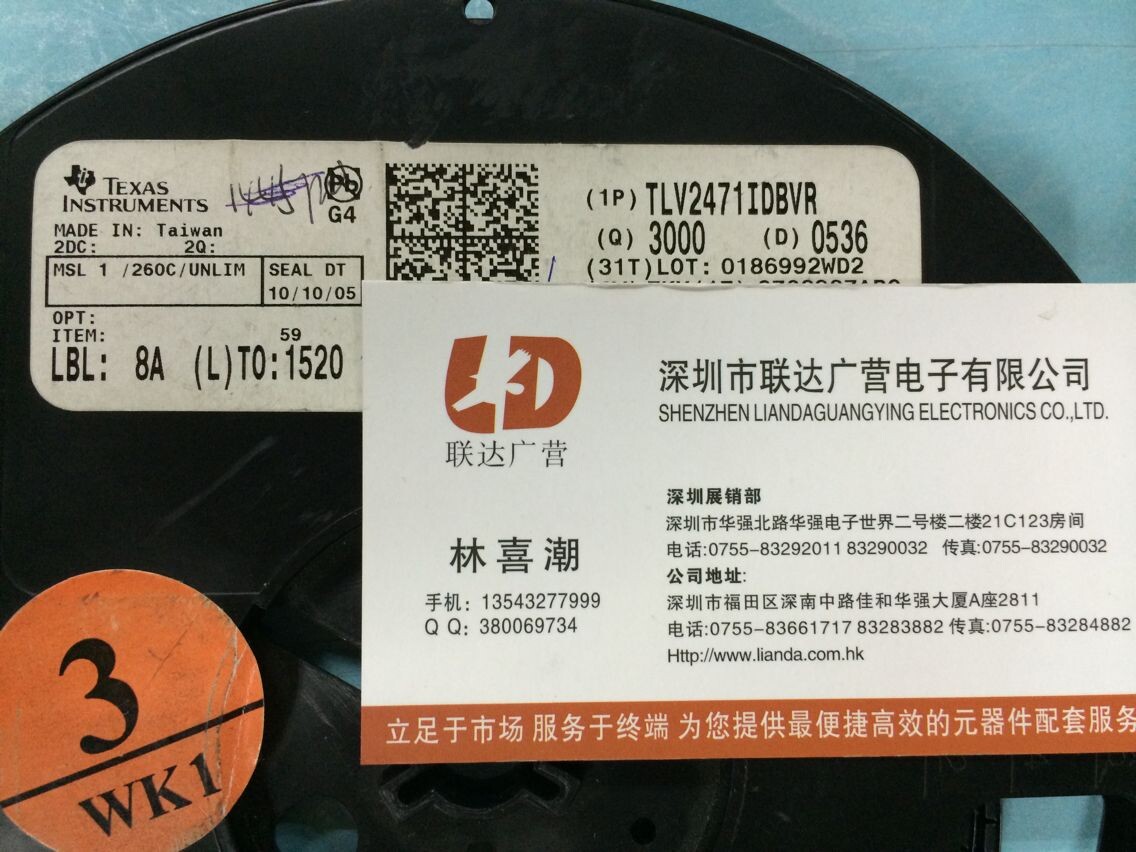 TEXAS
INSTRUMENTS
Pb
G4
MADE IN: Taiwan
2DC: 2Q:
MSL 1 /260C/UNLIM
SEAL DT
10/10/05
OPT:
ITEM: 59
LBL: 8A (L)TO:1520
(1P) TLV2471IDBVR
(Q) 3000 (D) 0536
(31T)LOT: 0186992WD2
LD
联达广营
深圳市联达广营电子有限公司
SHENZHEN LIANDAGUANGYING ELECTRONICS CO.,LTD.
林喜潮
手机: 13543277999
Q Q: 380069734
深圳展销部
深圳市华强北路华强电子世界二号楼二楼21C123房间
电话:0755-83292011 83290032 传真:0755-83290032
公司地址:
深圳市福田区深南中路佳和华强大厦A座2811
电话:0755-83661717 83283882 传真:0755-83284882
Http://www.lianda.com.hk
立足于市场 服务于终端 为您提供最便捷高效的元器件配套服务
3
WK1